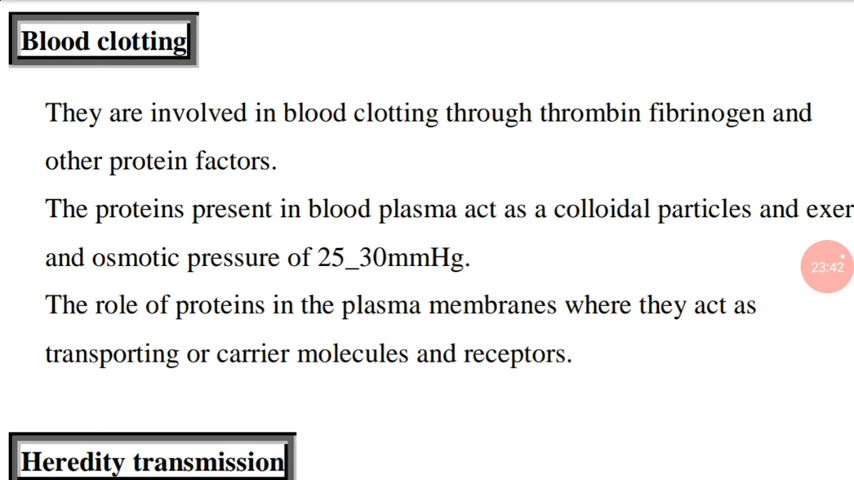 Blood clotting
They are involved in blood clotting through thrombin fibrinogen and
other protein factors.
The proteins present in blood plasma act as a colloidal particles and exer
and osmotic pressure of 25_30mmHg.
23:42
The role of proteins in the plasma membranes where they act as
transporting or carrier molecules and receptors.
Heredity transmission